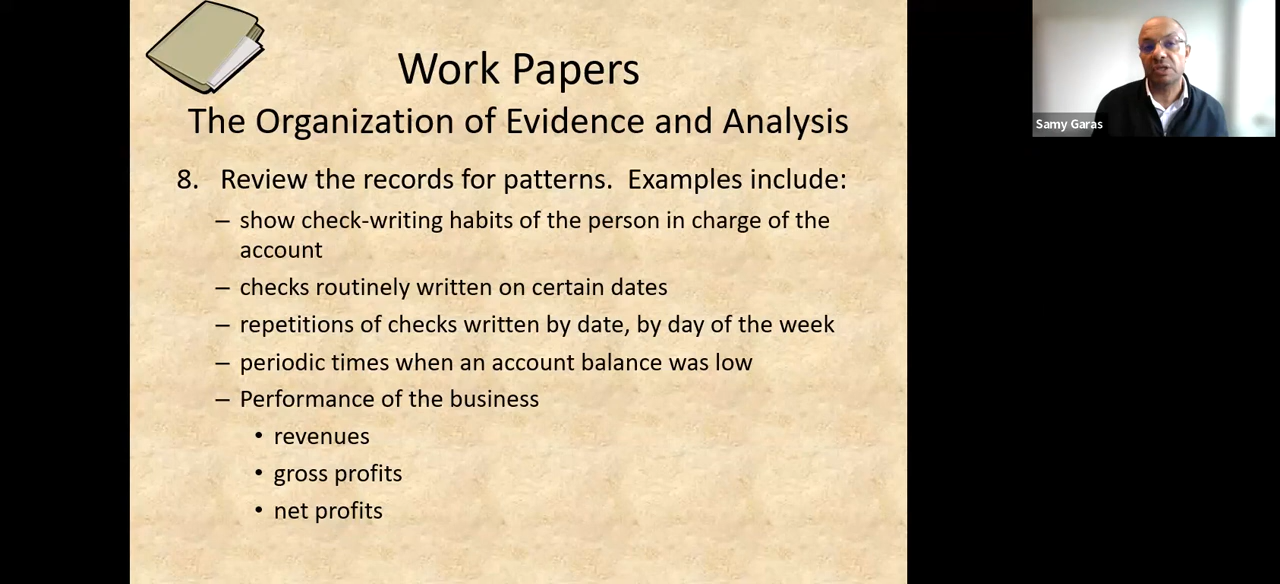 Work Papers
The Organization of Evidence and Analysis
8. Review the records for patterns. Examples include:
– show check-writing habits of the person in charge of the
account
– checks routinely written on certain dates
– repetitions of checks written by date, by day of the week
– periodic times when an account balance was low
– Performance of the business
• revenues
• gross profits
• net profits
Samy Garas